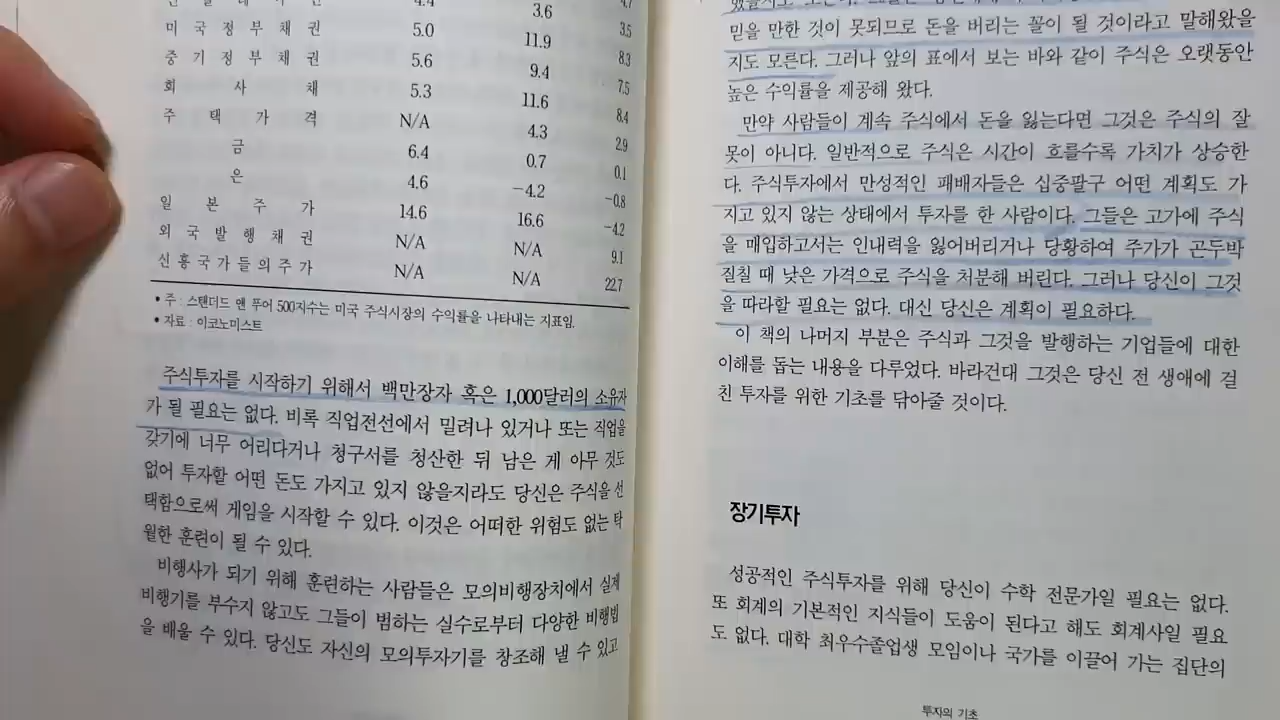 4.4 3.6 4.7
미국정부채권 5.0 11.9 3.5
중기정부채권 5.6 9.4 8.3
회사채 5.3 11.6 7.5
주택가격 N/A 4.3 8.4
금 6.4 0.7 2.9
은 4.6 -4.2 0.1
일본주가 14.6 16.6 -0.8
외국발행채권 N/A N/A -4.2
신흥국가들의주가 N/A N/A 9.1
22.7
• 주 : 스탠더드 앤 푸어 500지수는 미국 주식시장의 수익률을 나타내는 지표임.
• 자료 : 이코노미스트
주식투자를 시작하기 위해서 백만장자 혹은 1,000달러의 소유자
가 될 필요는 없다. 비록 직업전선에서 밀려나 있거나 또는 직업을
갖기에 너무 어리다거나 청구서를 청산한 뒤 남은 게 아무 것도
없어 투자할 어떤 돈도 가지고 있지 않을지라도 당신은 주식을 선
택함으로써 게임을 시작할 수 있다. 이것은 어떠한 위험도 없는 탁
월한 훈련이 될 수 있다.
비행사가 되기 위해 훈련하는 사람들은 모의비행장치에서 실제
비행기를 부수지 않고도 그들이 범하는 실수로부터 다양한 비행법
을 배울 수 있다. 당신도 자신의 모의투자기를 창조해 낼 수 있고
믿을 만한 것이 못되므로 돈을 버리는 꼴이 될 것이라고 말해왔을
지도 모른다. 그러나 앞의 표에서 보는 바와 같이 주식은 오랫동안
높은 수익률을 제공해 왔다.
만약 사람들이 계속 주식에서 돈을 잃는다면 그것은 주식의 잘
못이 아니다. 일반적으로 주식은 시간이 흐를수록 가치가 상승한
다. 주식투자에서 만성적인 패배자들은 십중팔구 어떤 계획도 가
지고 있지 않는 상태에서 투자를 한 사람이다. 그들은 고가에 주식
을 매입하고서는 인내력을 잃어버리거나 당황하여 주가가 곤두박
질칠 때 낮은 가격으로 주식을 처분해 버린다. 그러나 당신이 그것
을 따라할 필요는 없다. 대신 당신은 계획이 필요하다.
이 책의 나머지 부분은 주식과 그것을 발행하는 기업들에 대한
이해를 돕는 내용을 다루었다. 바라건대 그것은 당신 전 생애에 걸
친 투자를 위한 기초를 닦아줄 것이다.
장기투자
성공적인 주식투자를 위해 당신이 수학 전문가일 필요는 없다.
또 회계의 기본적인 지식들이 도움이 된다고 해도 회계사일 필요
도 없다. 대학 최우수졸업생 모임이나 국가를 이끌어 가는 집단의
투자의 기초